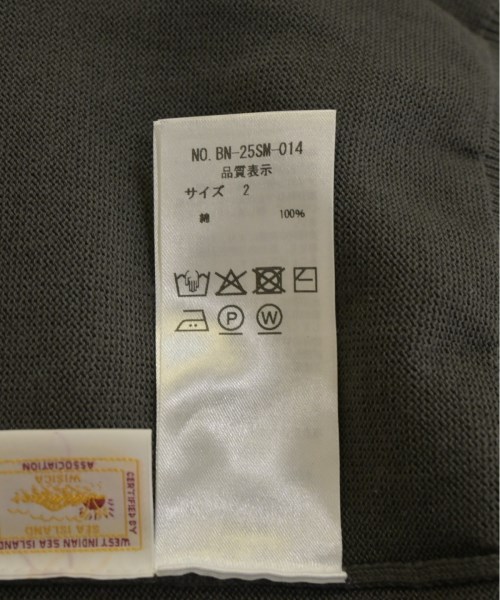 NO. BN-25SM-014
品質表示
サイズ 2
綿 100%
P W
WEST INDIAN SEA ISLAND
SEA ISLAND
CERTIFIED BY
WISICA
ASSOCIATION